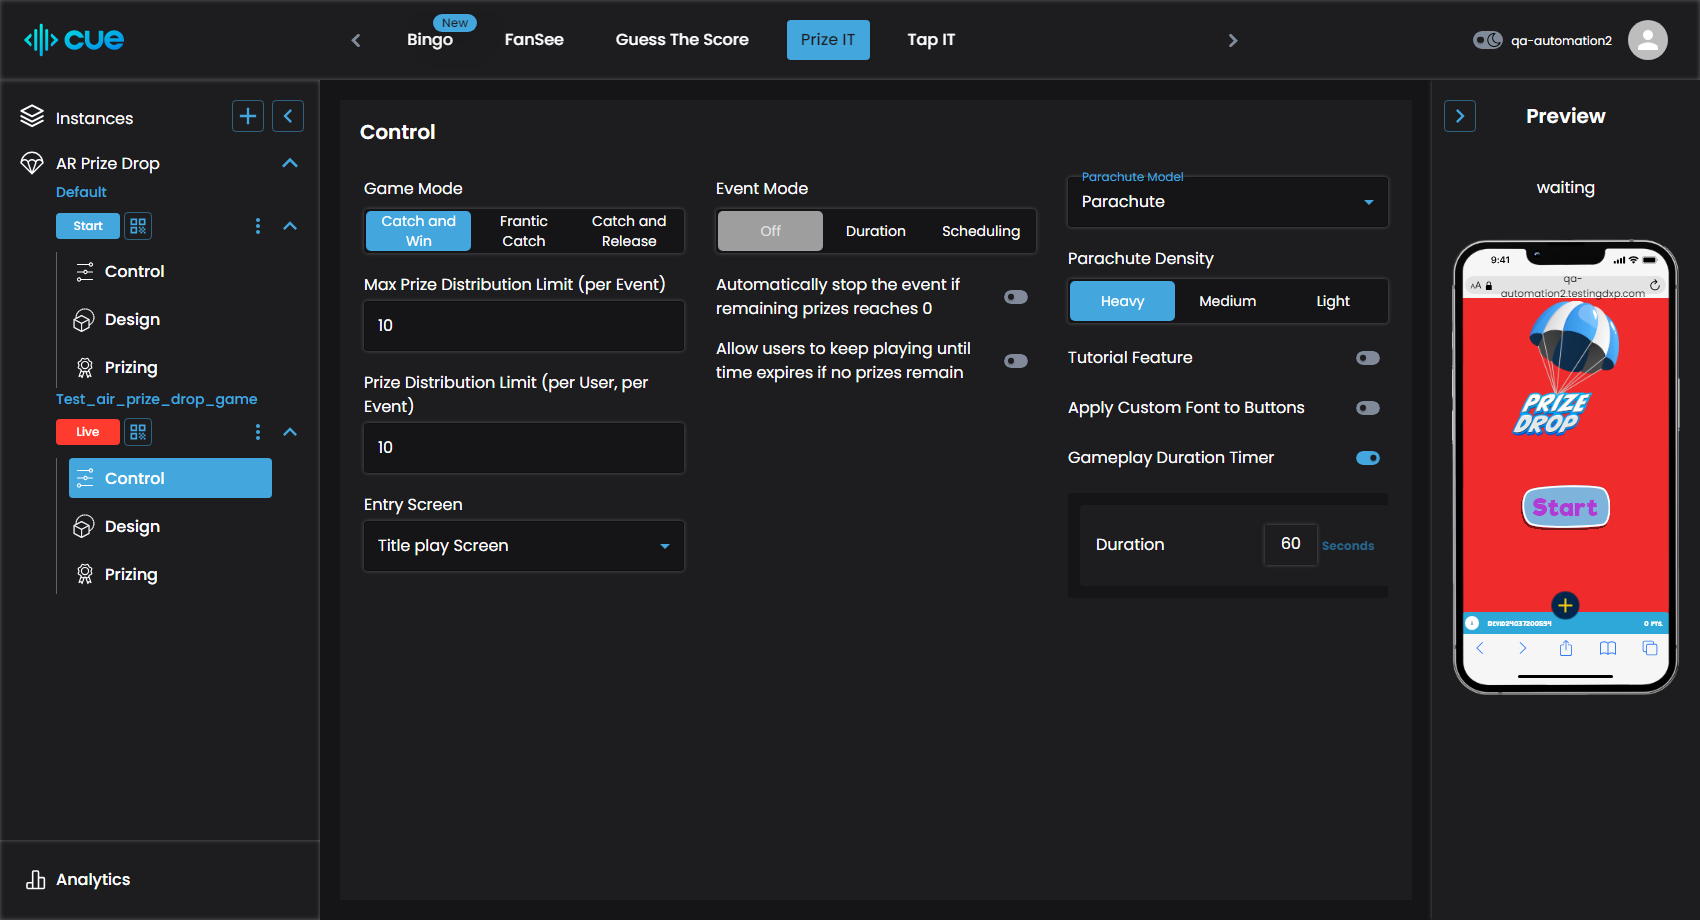 cue
New
Bingo
FanSee
Guess The Score
Prize IT
Tap IT
qa-automation2
Instances
AR Prize Drop
Default
Start
Control
Design
Prizing
Test_air_prize_drop_game
Live
Control
Design
Prizing
Analytics
Control
Game Mode
Catch and
Win
Frantic
Catch
Catch and
Release
Max Prize Distribution Limit (per Event)
10
Prize Distribution Limit (per User, per
Event)
10
Entry Screen
Title play Screen
Event Mode
Off
Duration
Scheduling
Automatically stop the event if
remaining prizes reaches 0
Allow users to keep playing until
time expires if no prizes remain
Parachute Model
Parachute
Parachute Density
Heavy
Medium
Light
Tutorial Feature
Apply Custom Font to Buttons
Gameplay Duration Timer
Duration
60
Seconds
Preview
waiting
9:41
AA
qa-
automation2.testingdxp.com
PRIZE
DROP
Start
DEVID24037200594
0 PTS.